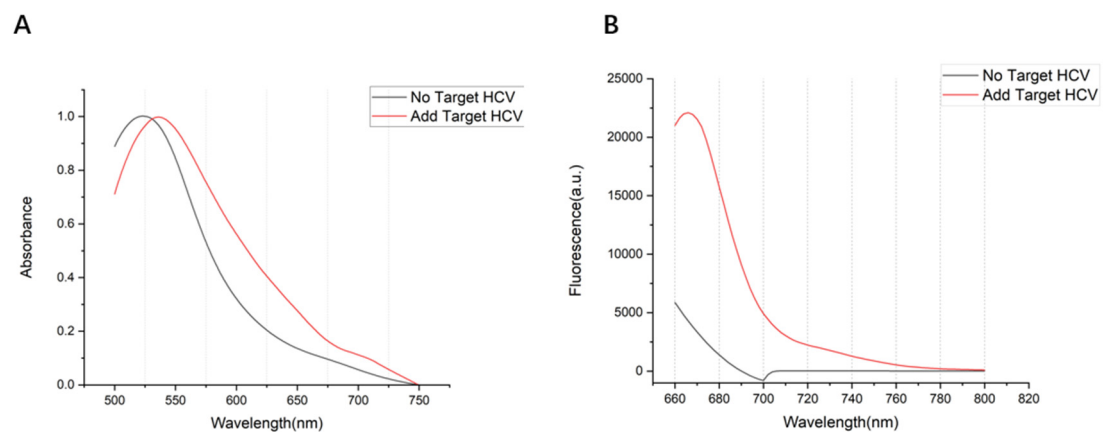 A
No Target HCV
Add Target HCV
1.0
0.8
0.6
0.4
0.2
0.0
Absorbance
500
550
600
650
700
750
Wavelength(nm)
B
No Target HCV
Add Target HCV
25000
20000
15000
10000
5000
0
Fluorescence(a.u.)
660
680
700
720
740
760
780
800
820
Wavelength(nm)